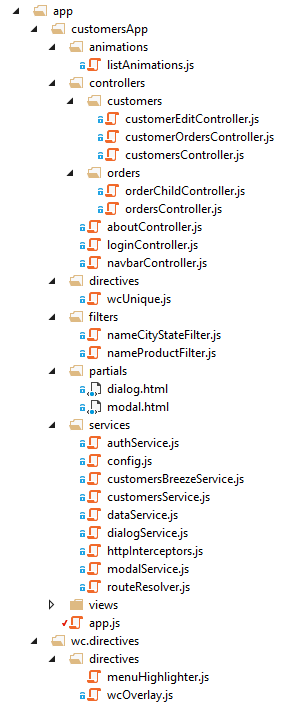 app
customersApp
animations
listAnimations.js
controllers
customers
customerEditController.js
customerOrdersController.js
customersController.js
orders
orderChildController.js
ordersController.js
aboutController.js
loginController.js
navbarController.js
directives
wcUnique.js
filters
nameCityStateFilter.js
nameProductFilter.js
partials
dialog.html
modal.html
services
authService.js
config.js
customersBreezeService.js
customersService.js
dataService.js
dialogService.js
httpInterceptors.js
modalService.js
routeResolver.js
views
app.js
wc.directives
directives
menuHighlighter.js
wcOverlay.js